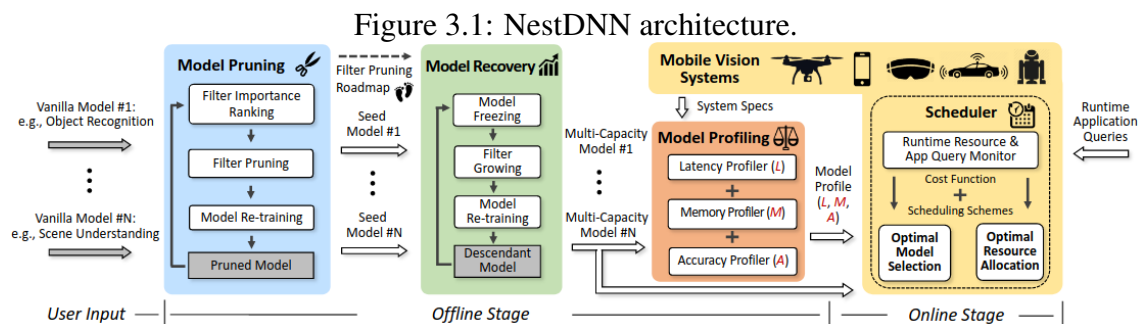 Figure 3.1: NestDNN architecture.
Vanilla Model #1:
e.g., Object Recognition
Vanilla Model #N:
e.g., Scene Understanding
Model Pruning
Filter Importance
Ranking
Filter Pruning
Model Re-training
Pruned Model
Filter Pruning
Roadmap
Seed
Model #1
Seed
Model #N
Model Recovery
Model
Freezing
Filter
Growing
Model
Re-training
Descendant
Model
Multi-Capacity
Model #1
Multi-Capacity
Model #N
Mobile Vision
Systems
System Specs
Model Profiling
Latency Profiler (L)
+
Memory Profiler (M)
+
Accuracy Profiler (A)
Model
Profile
(L, M,
A)
Scheduler
Runtime Resource &
App Query Monitor
Cost Function
+
Scheduling Schemes
Optimal
Model
Selection
Optimal
Resource
Allocation
Runtime
Application
Queries
User Input
Offline Stage
Online Stage